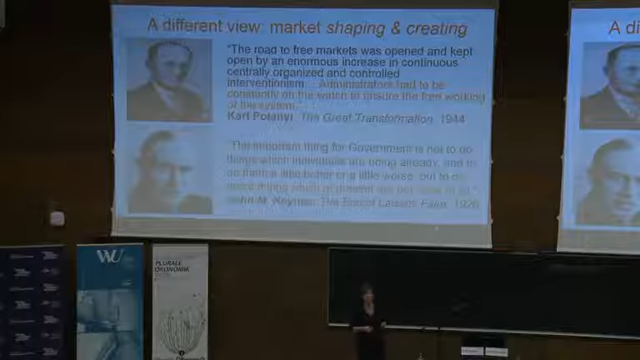 A different view: market shaping & creating
"The road to free markets was opened and kept
open by an enormous increase in continuous
centrally organized and controlled
interventionism... Administrators had to be
constantly on the watch to ensure the free working
of the system."
Karl Polanyi, The Great Transformation, 1944
"The important thing for Government is not to do
things which individuals are doing already, and to
do them a little better or a little worse; but to do
those things which at present are not done at all."
John M. Keynes, The End of Laissez Faire, 1926
A di
WU
PLURALE
ÖKONOMIE